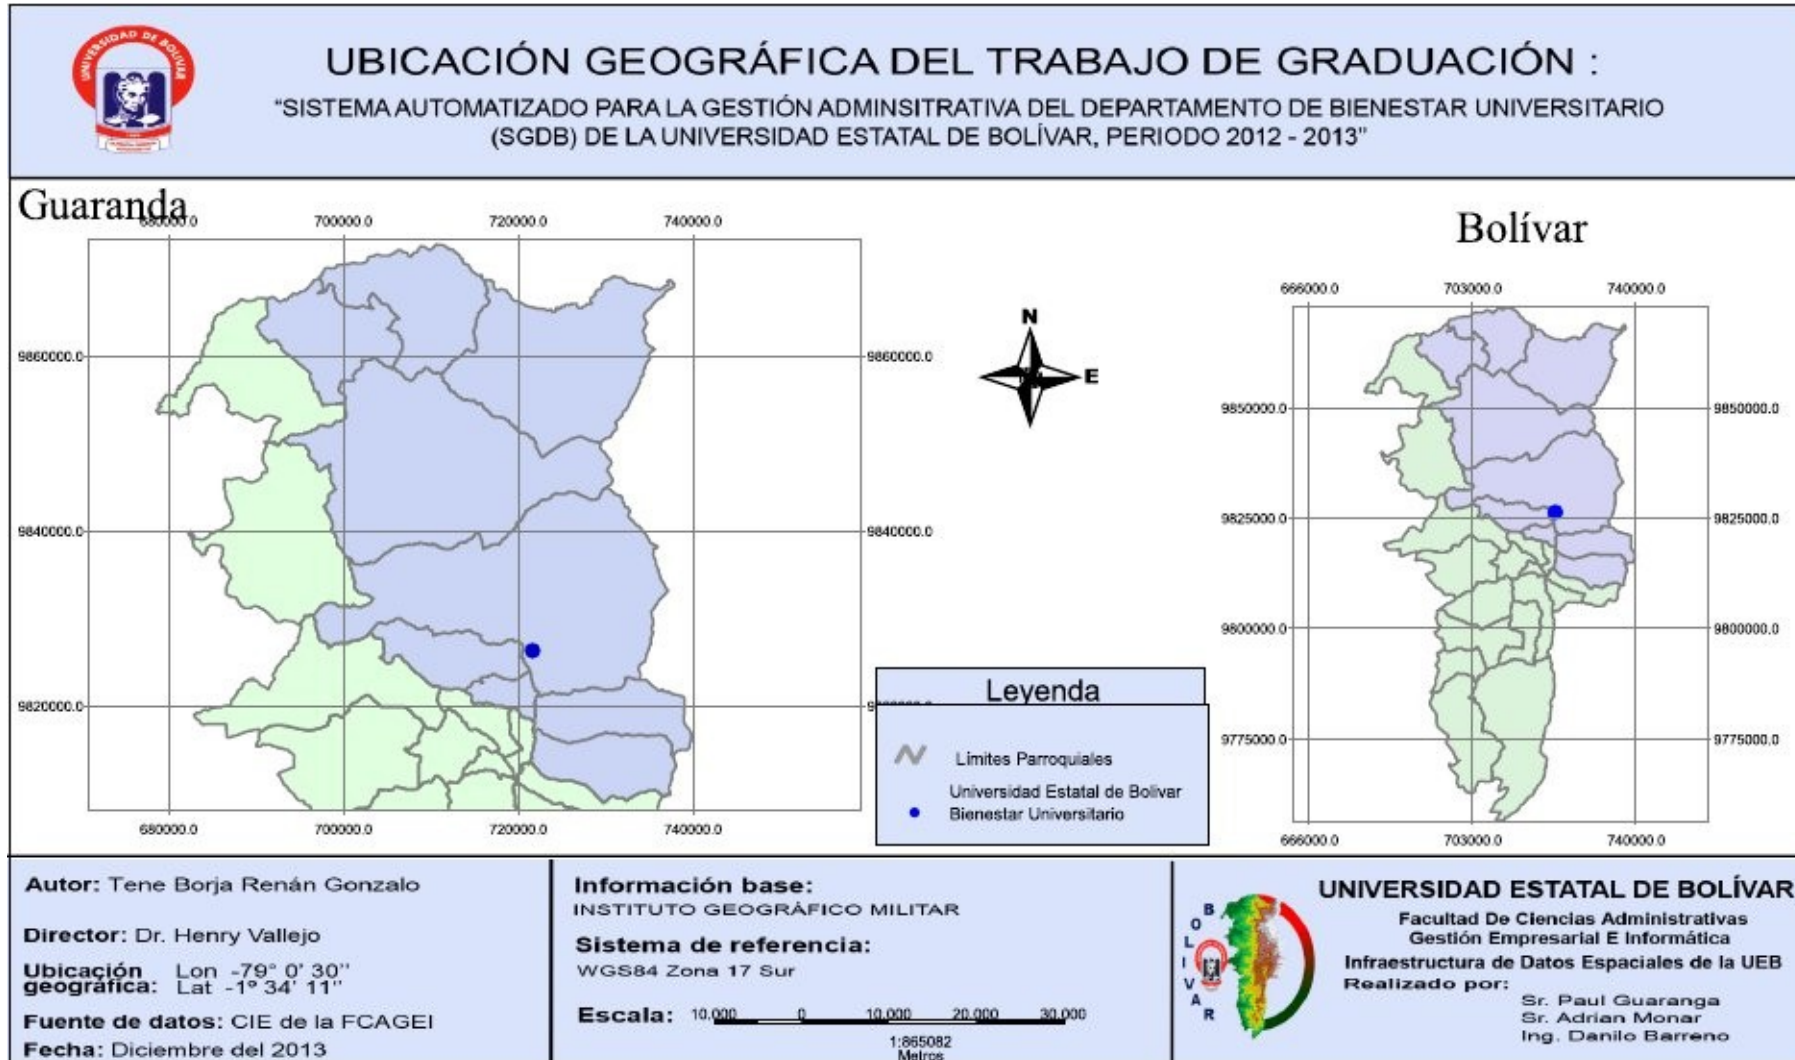 UNIVERSIDAD DE BOLIVAR
UBICACIÓN GEOGRÁFICA DEL TRABAJO DE GRADUACIÓN :
“SISTEMA AUTOMATIZADO PARA LA GESTIÓN ADMINSITRATIVA DEL DEPARTAMENTO DE BIENESTAR UNIVERSITARIO
(SGDB) DE LA UNIVERSIDAD ESTATAL DE BOLÍVAR, PERIODO 2012 - 2013”
Guaranda
680000.0 700000.0 720000.0 740000.0
9860000.0 9860000.0
9840000.0 9840000.0
9820000.0
680000.0 700000.0 720000.0 740000.0
N
E
Bolívar
666000.0 703000.0 740000.0
9850000.0 9850000.0
9825000.0 9825000.0
9800000.0 9800000.0
9775000.0 9775000.0
666000.0 703000.0 740000.0
Leyenda
Límites Parroquiales
Universidad Estatal de Bolivar
Bienestar Universitario
Autor: Tene Borja Renán Gonzalo
Director: Dr. Henry Vallejo
Ubicación Lon -79° 0' 30''
geográfica: Lat -1° 34' 11''
Fuente de datos: CIE de la FCAGEI
Fecha: Diciembre del 2013
Información base:
INSTITUTO GEOGRÁFICO MILITAR
Sistema de referencia:
WGS84 Zona 17 Sur
Escala: 10.000 0 10.000 20.000 30.000
1:865082
Metros
BOLIVAR
UNIVERSIDAD ESTATAL DE BOLÍVAR
Facultad De Ciencias Administrativas
Gestión Empresarial E Informática
Infraestructura de Datos Espaciales de la UEB
Realizado por:
Sr. Paul Guaranga
Sr. Adrian Monar
Ing. Danilo Barreno